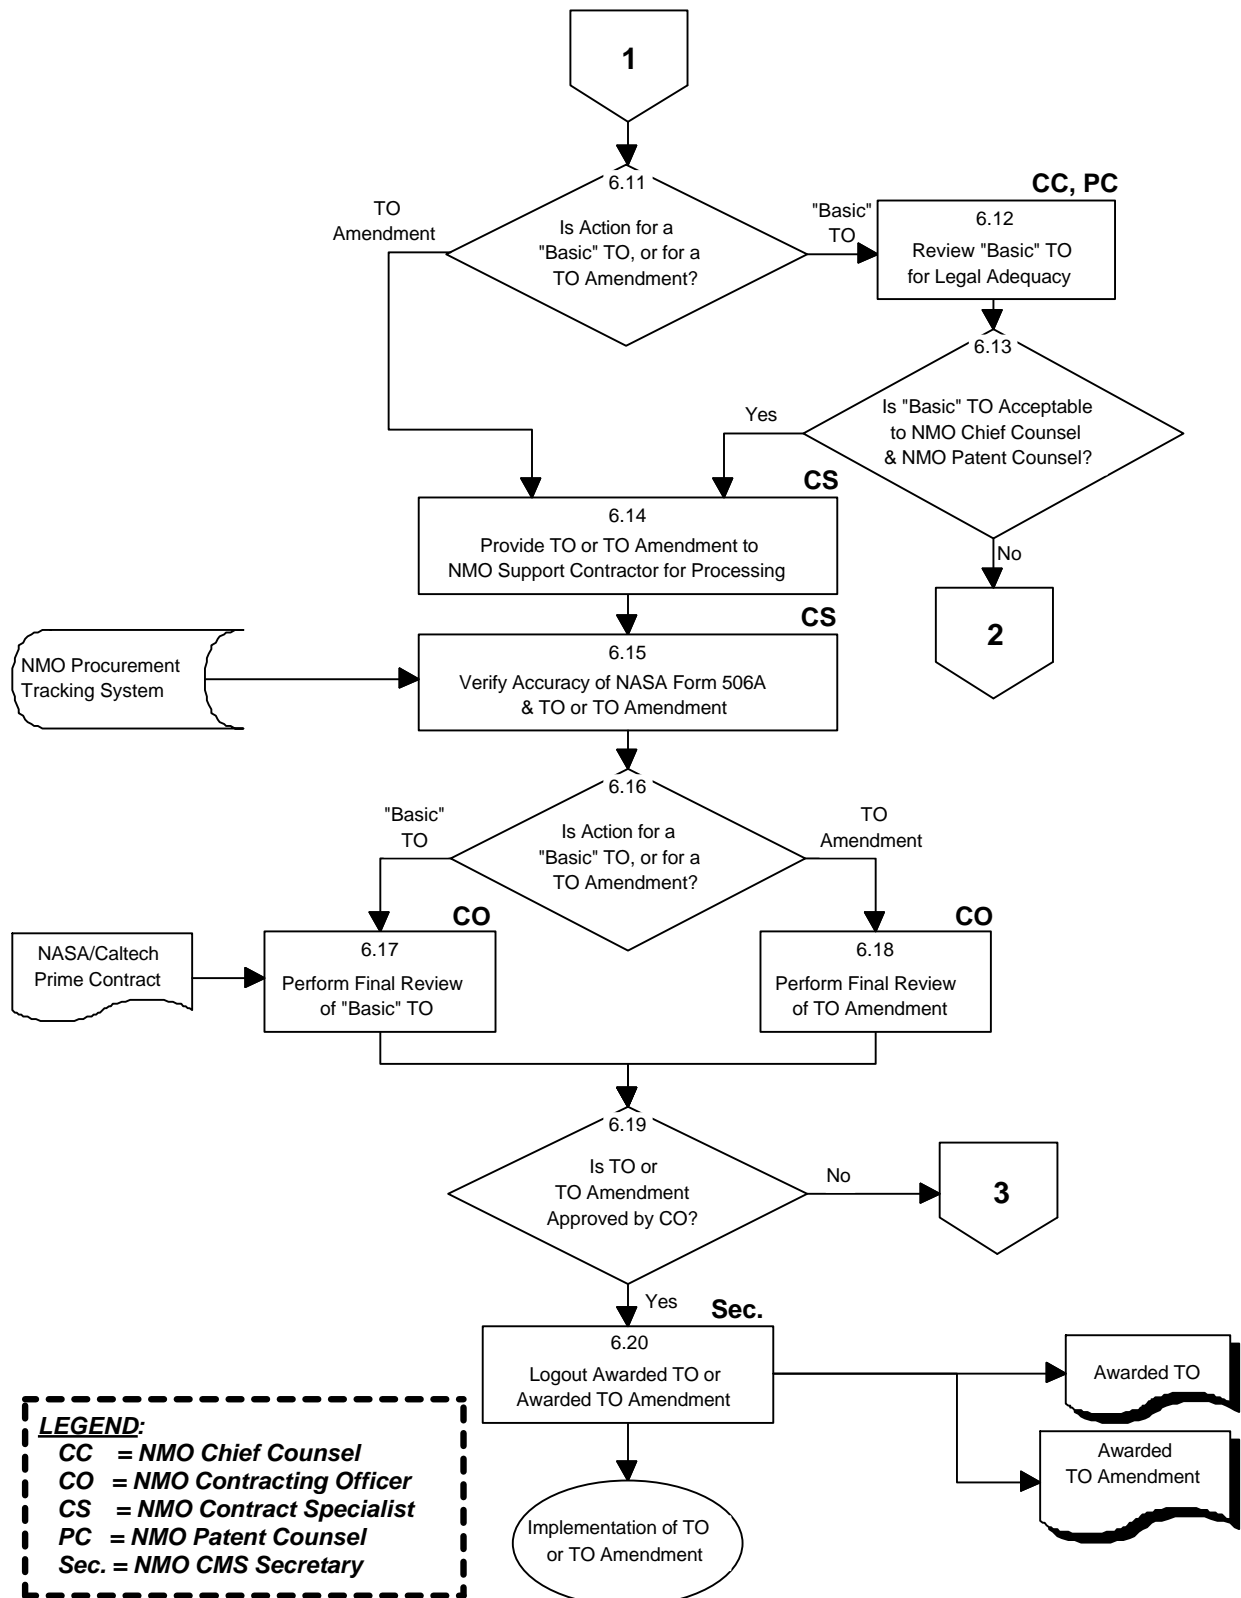 1
6.11
Is Action for a
"Basic" TO, or for a
TO Amendment?
TO
Amendment
"Basic"
TO
CC, PC
6.12
Review "Basic" TO
for Legal Adequacy
6.13
Is "Basic" TO Acceptable
to NMO Chief Counsel
& NMO Patent Counsel?
Yes
No
2
CS
6.14
Provide TO or TO Amendment to
NMO Support Contractor for Processing
CS
6.15
Verify Accuracy of NASA Form 506A
& TO or TO Amendment
NMO Procurement
Tracking System
6.16
Is Action for a
"Basic" TO, or for a
TO Amendment?
"Basic"
TO
TO
Amendment
CO
6.17
Perform Final Review
of "Basic" TO
NASA/Caltech
Prime Contract
CO
6.18
Perform Final Review
of TO Amendment
6.19
Is TO or
TO Amendment
Approved by CO?
No
3
Yes
Sec.
6.20
Logout Awarded TO or
Awarded TO Amendment
Awarded TO
Awarded
TO Amendment
Implementation of TO
or TO Amendment
LEGEND:
CC = NMO Chief Counsel
CO = NMO Contracting Officer
CS = NMO Contract Specialist
PC = NMO Patent Counsel
Sec. = NMO CMS Secretary